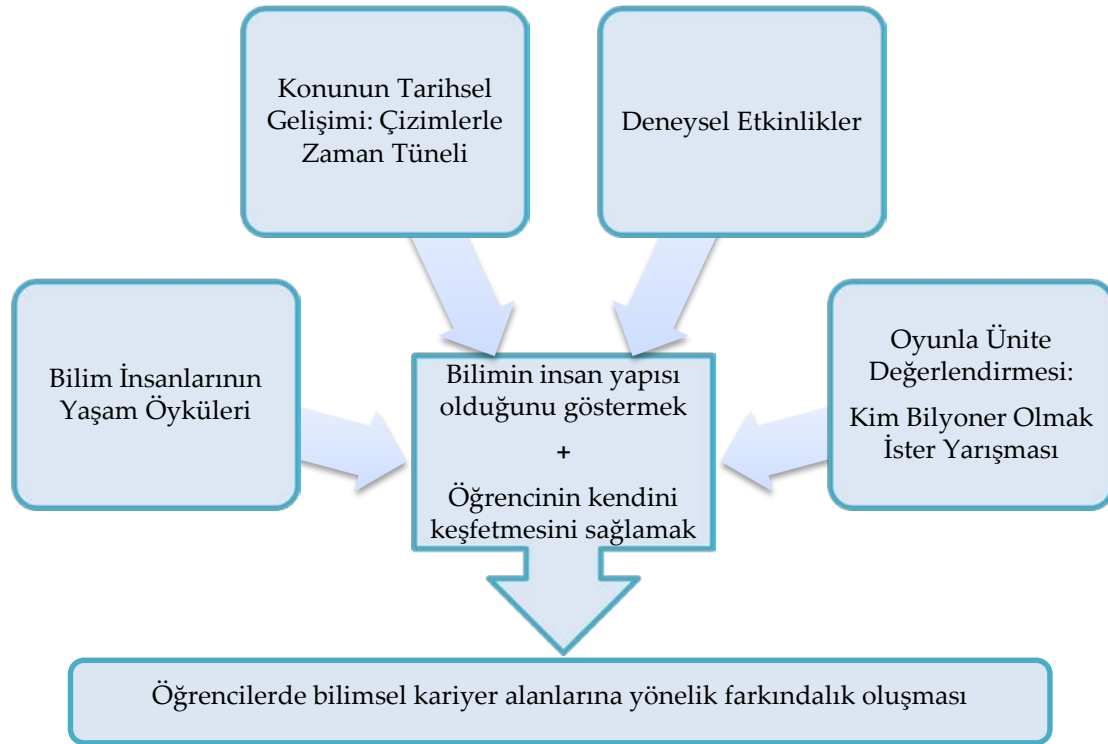 Konunun Tarihsel
Gelişimi: Çizimlerle
Zaman Tüneli
Deneysel Etkinlikler
Bilim İnsanlarının
Yaşam Öyküleri
Bilimin insan yapısı
olduğunu göstermek
+
Öğrencinin kendini
keşfetmesini sağlamak
Oyunla Ünite
Değerlendirmesi:
Kim Bilyoner Olmak
İster Yarışması
Öğrencilerde bilimsel kariyer alanlarına yönelik farkındalık oluşması